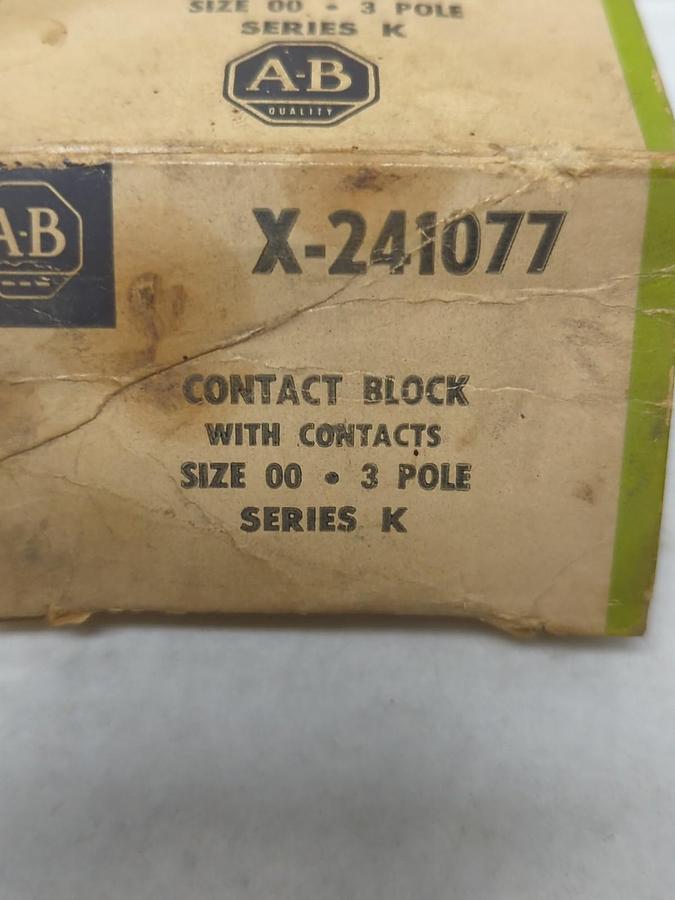 SIZE 00 • 3 POLE
SERIES K
A-B
QUALITY
A-B
X-241077
CONTACT BLOCK
WITH CONTACTS
SIZE 00 • 3 POLE
SERIES K